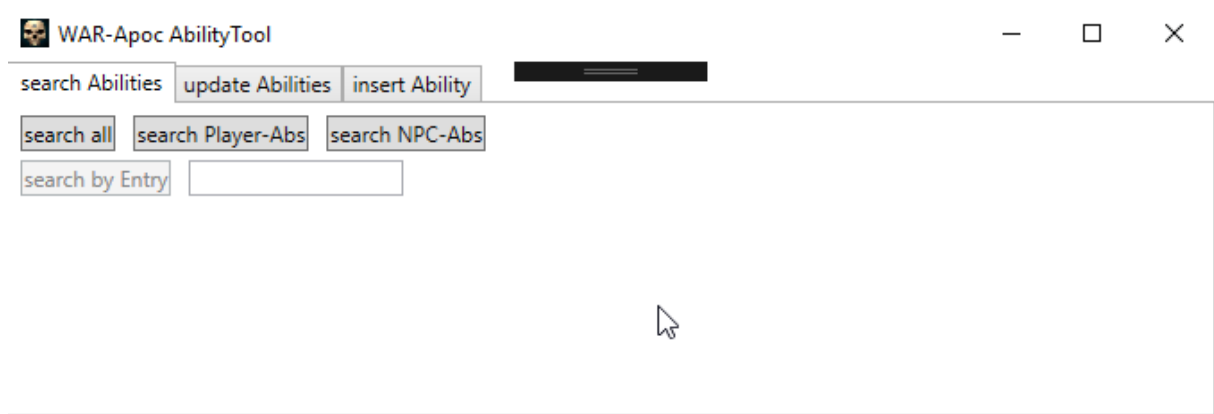 WAR-Apoc AbilityTool
search Abilities update Abilities insert Ability
search all search Player-Abs search NPC-Abs
search by Entry